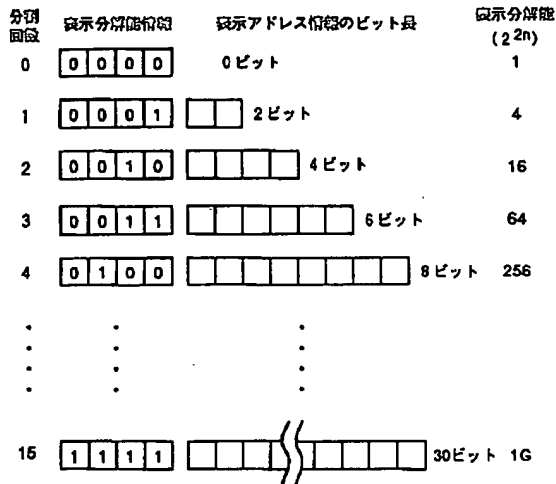 分割回数 表示分解能情報 表示アドレス情報のビット長 表示分解能 (2²ⁿ)
0 0 0 0 0 0ビット 1
1 0 0 0 1 2ビット 4
2 0 0 1 0 4ビット 16
3 0 0 1 1 6ビット 64
4 0 1 0 0 8ビット 256
15 1 1 1 1 30ビット 1G